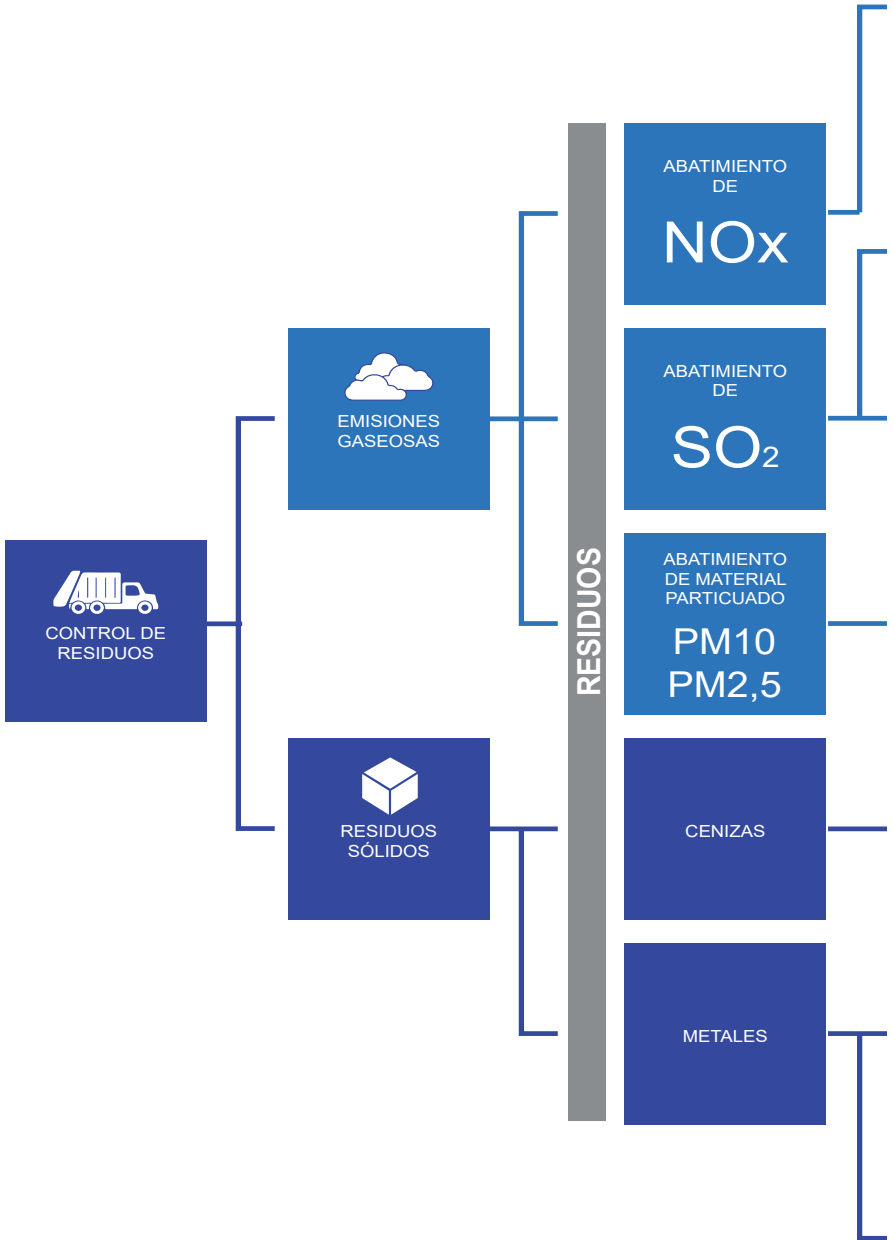 CONTROL DE
RESIDUOS
EMISIONES
GASEOSAS
RESIDUOS
SÓLIDOS
RESIDUOS
ABATIMIENTO
DE
NOx
ABATIMIENTO
DE
SO₂
ABATIMIENTO
DE MATERIAL
PARTICUADO
PM10
PM2,5
CENIZAS
METALES